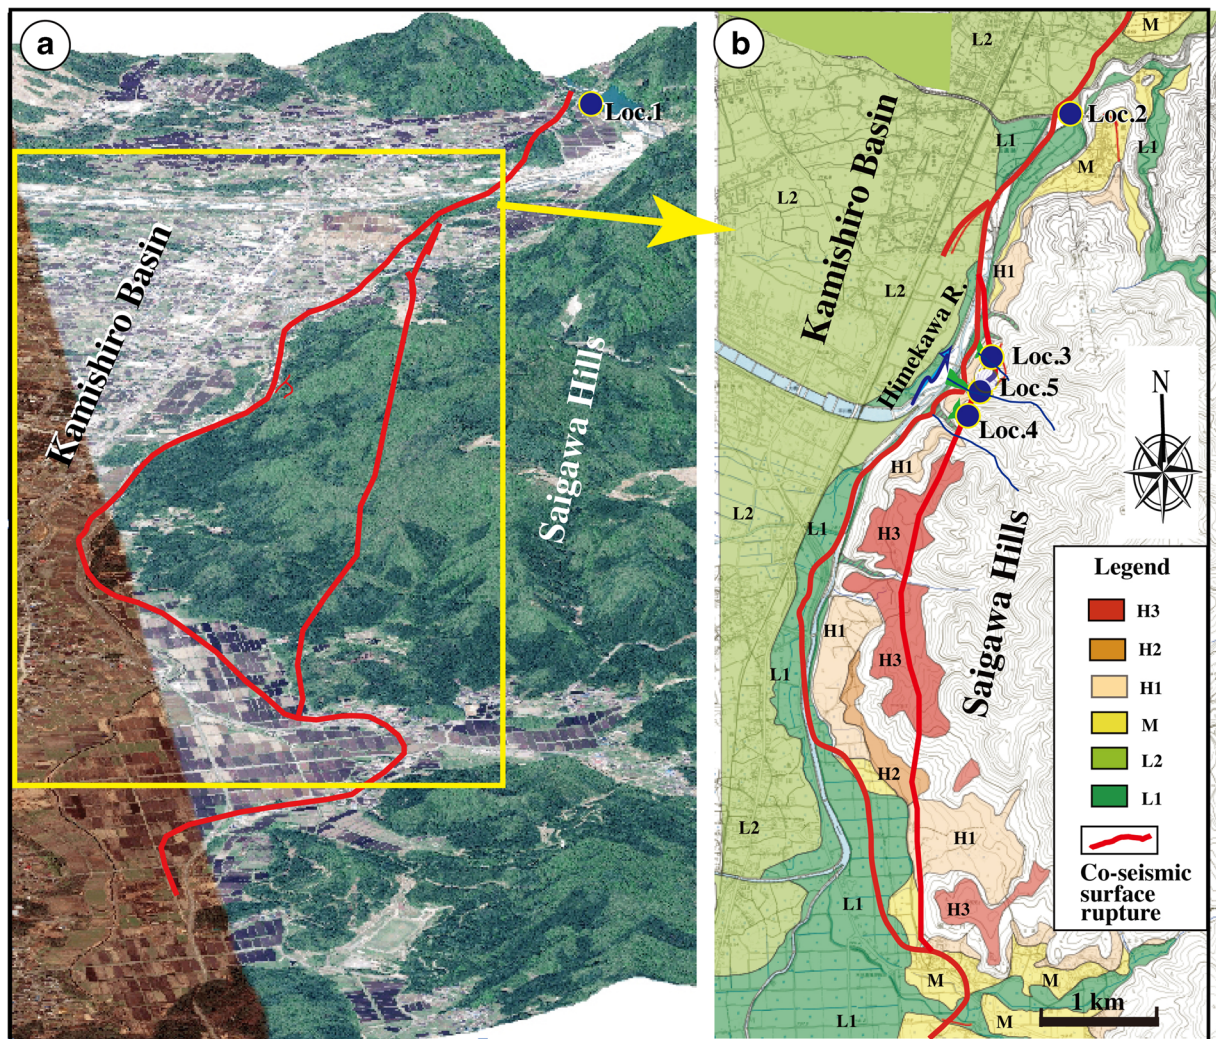 a
Loc.1
Kamishiro Basin
Saigawa Hills
b
M
L2
Loc.2
L1
L1
M
Kamishiro Basin
L2
H1
L2
Himekawa R.
Loc.3
Loc.5
Loc.4
N
H1
L2
L1
H3
Saigawa Hills
H1
H3
L1
H2
L2
H1
L1
H3
M
M
L1
M
1 km
Legend
H3
H2
H1
M
L2
L1
Co-seismic
surface
rupture